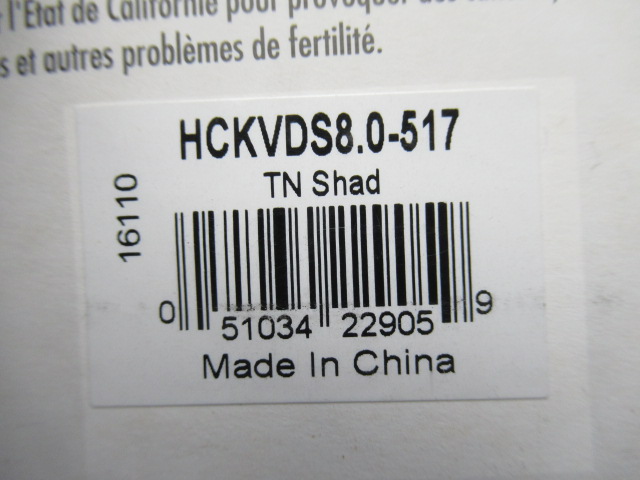 l'État de Californie pour provoquer des
s et autres problèmes de fertilité.
HCKVDS8.0-517
TN Shad
16110
0 51034 22905 9
Made In China